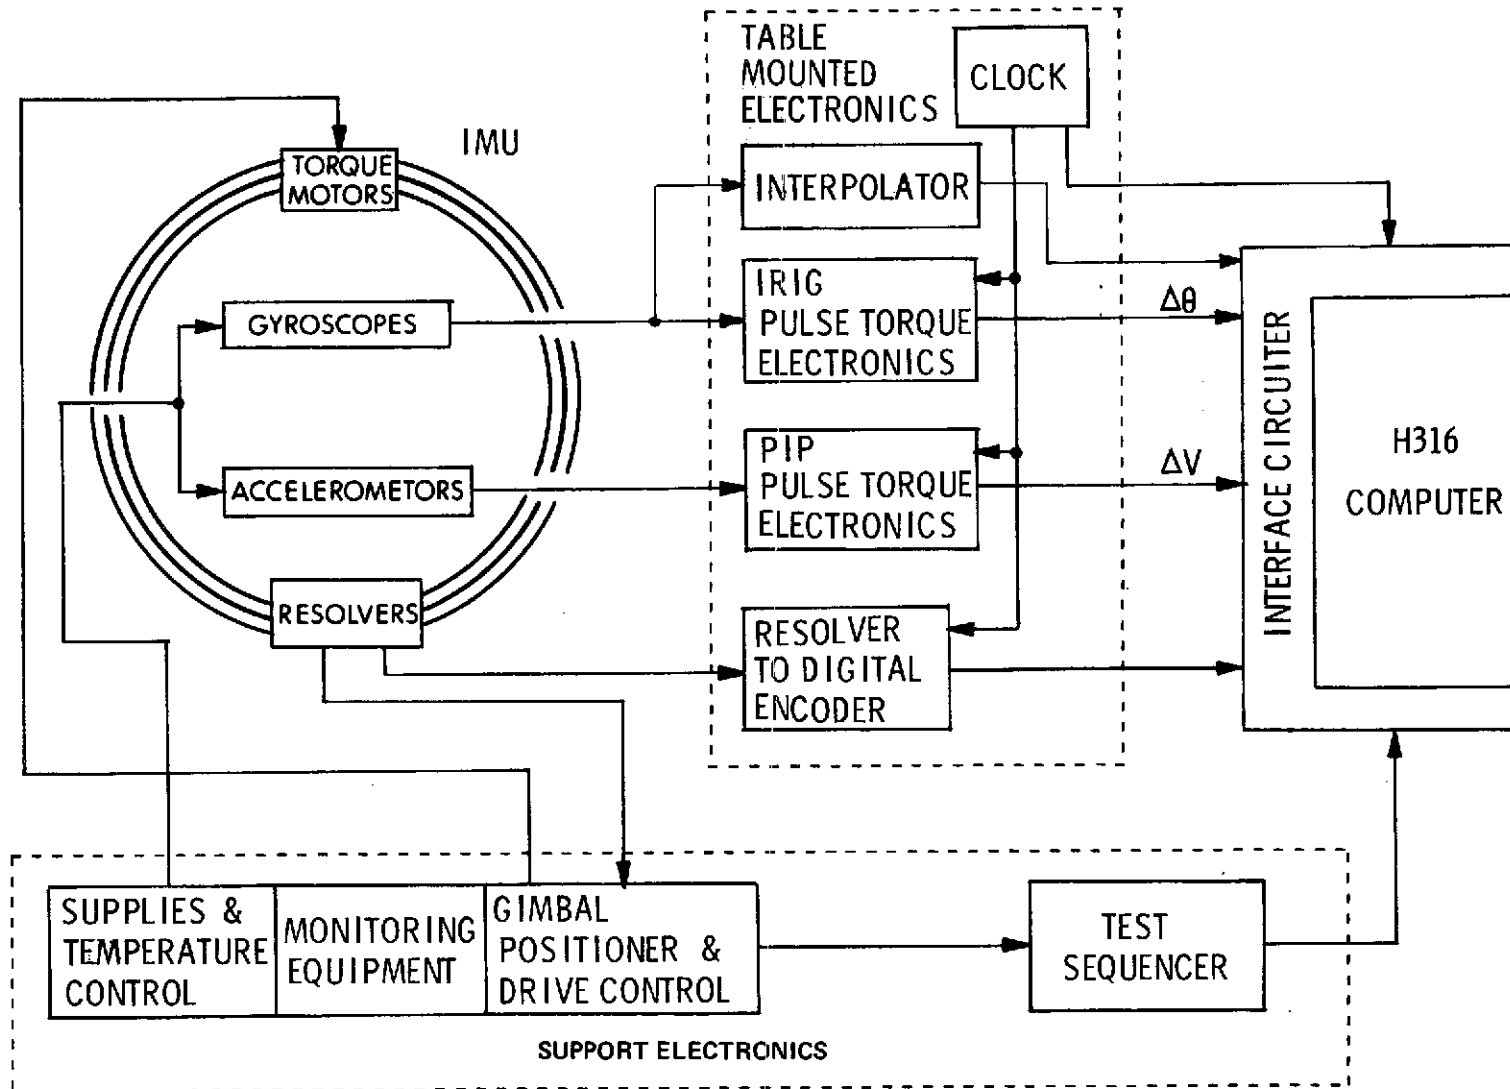 TABLE
MOUNTED
ELECTRONICS
CLOCK
IMU
TORQUE
MOTORS
INTERPOLATOR
GYROSCOPES
IRIG
PULSE TORQUE
ELECTRONICS
Δθ
ACCELEROMETORS
PIP
PULSE TORQUE
ELECTRONICS
ΔV
INTERFACE CIRCUITER
H316
COMPUTER
RESOLVERS
RESOLVER
TO DIGITAL
ENCODER
SUPPLIES &
TEMPERATURE
CONTROL
MONITORING
EQUIPMENT
GIMBAL
POSITIONER &
DRIVE CONTROL
TEST
SEQUENCER
SUPPORT ELECTRONICS